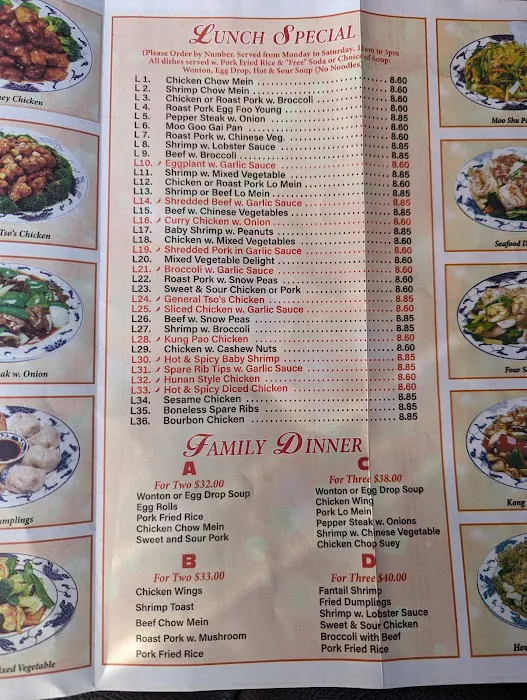 LUNCH SPECIAL
(Please Order by Number. Served from Monday to Saturday. to 3pm
All dishes served w. Pork Fried Rice & "Free" Soda or Choice of Soup:
Wonton, Egg Drop, Hot & Sour Soup (No Noodles
L 1. Chicken Chow Mein 8.60
L 2. Shrimp Chow Mein 8.85
L 3. Chicken or Roast Pork w. Broccoli 8.60
L 4. Roast Pork Egg Foo Young 8.60
L 5. Pepper Steak w. Onion 8.85
L 6. Moo Goo Gai Pan 8.60
L 7. Roast Pork w. Chinese Veg. 8.60
L 8. Shrimp w. Lobster Sauce 8.85
L 9. Beef w. Broccoli 8.85
L10. Eggplant w. Garlic Sauce 8.60
L11. Shrimp w. Mixed Vegetable 8.85
L12. Chicken or Roast Pork Lo Mein 8.60
L13. Shrimp or Beef Lo Mein 8.85
L14. Shredded Beef w. Garlic Sauce 8.85
L15. Beef w. Chinese Vegetables 8.85
L16. Curry Chicken w. Onion 8.60
L17. Baby Shrimp w. Peanuts 8.85
L18. Chicken w. Mixed Vegetables 8.60
L19. Shredded Pork in Garlic Sauce 8.60
L20. Mixed Vegetable Delight 8.60
L21. Broccoli w. Garlic Sauce 8.60
L22. Roast Pork w. Snow Peas 8.60
L23. Sweet & Sour Chicken or Pork 8.60
L24. General Tso's Chicken 8.85
L25. Sliced Chicken w. Garlic Sauce 8.60
L26. Beef w. Snow Peas 8.85
L27. Shrimp w. Broccoli 8.85
L28. Kung Pao Chicken 8.60
L29. Chicken w. Cashew Nuts 8.60
L30. Hot & Spicy Baby Shrimp 8.85
L31. Spare Rib Tips w. Garlic Sauce 8.85
L32. Hunan Style Chicken 8.60
L33. Hot & Spicy Diced Chicken 8.60
L34. Sesame Chicken 8.85
L35. Boneless Spare Ribs 8.85
L36. Bourbon Chicken 8.85
FAMILY DINNER
A
For Two $32.00
Wonton or Egg Drop Soup
Egg Rolls
Pork Fried Rice
Chicken Chow Mein
Sweet and Sour Pork
B
For Two $33.00
Chicken Wings
Shrimp Toast
Beef Chow Mein
Roast Pork w. Mushroom
Pork Fried Rice
C
For Three $38.00
Wonton or Egg Drop Soup
Chicken Wing
Pork Lo Mein
Pepper Steak w. Onions
Shrimp w. Chinese Vegetable
Chicken Chop Suey
D
For Three $40.00
Fantail Shrimp
Fried Dumplings
Shrimp w. Lobster Sauce
Sweet & Sour Chicken
Broccoli with Beef
Pork Fried Rice
ey Chicken
Tso's Chicken
ak w. Onion
umplings
ixed Vegetable
Moo Shu P
Seafood D
Four S
Kong
Hou